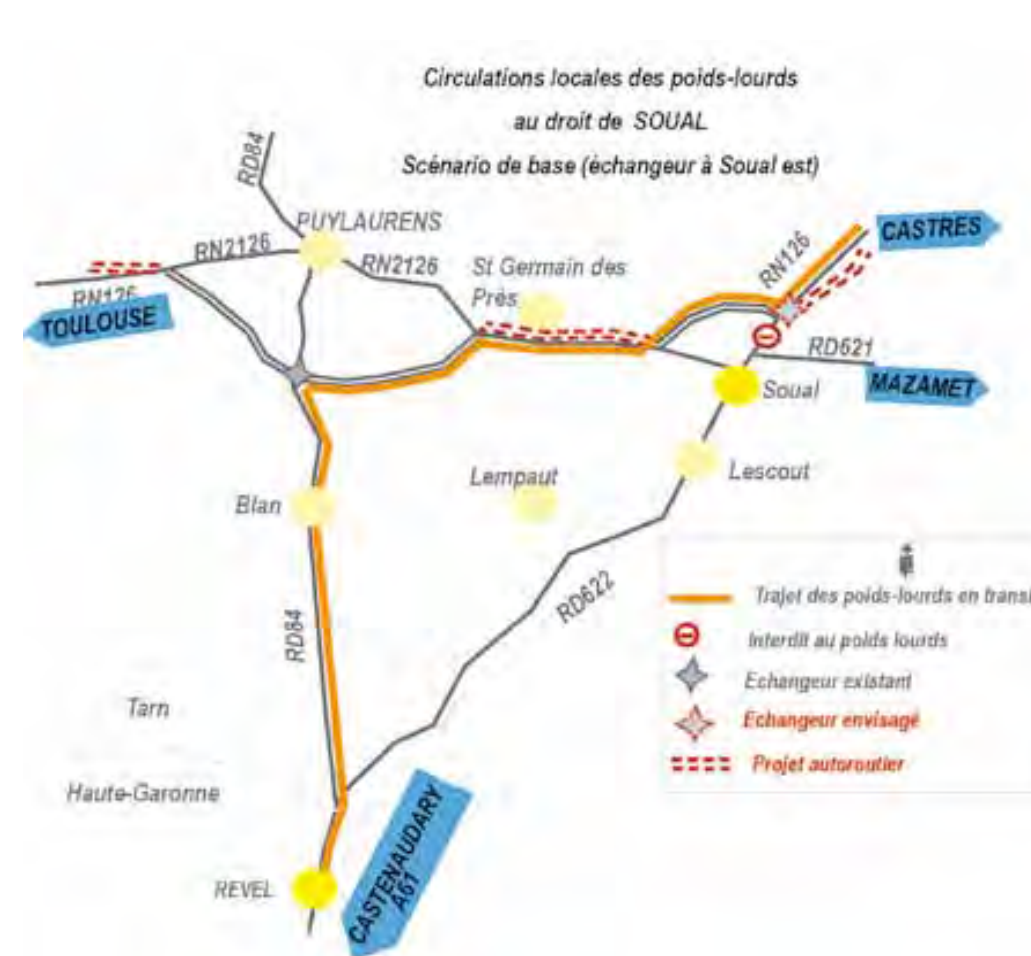 Circulations locales des poids-lourds
au droit de SOUAL
Scénario de base (échangeur à Soual est)
RD84
PUYLAURENS
RN2126
RN2126
St Germain des
Près
RN126
CASTRES
RN126
TOULOUSE
RD621
MAZAMET
Soual
Lescout
Lempaut
Blan
RD84
RD622
Tarn
Haute-Garonne
REVEL
CASTENAUDARY
A61
Trajet des poids-lourds en transi
Interdit au poids lourds
Echangeur existant
Echangeur envisagé
Projet autoroutier